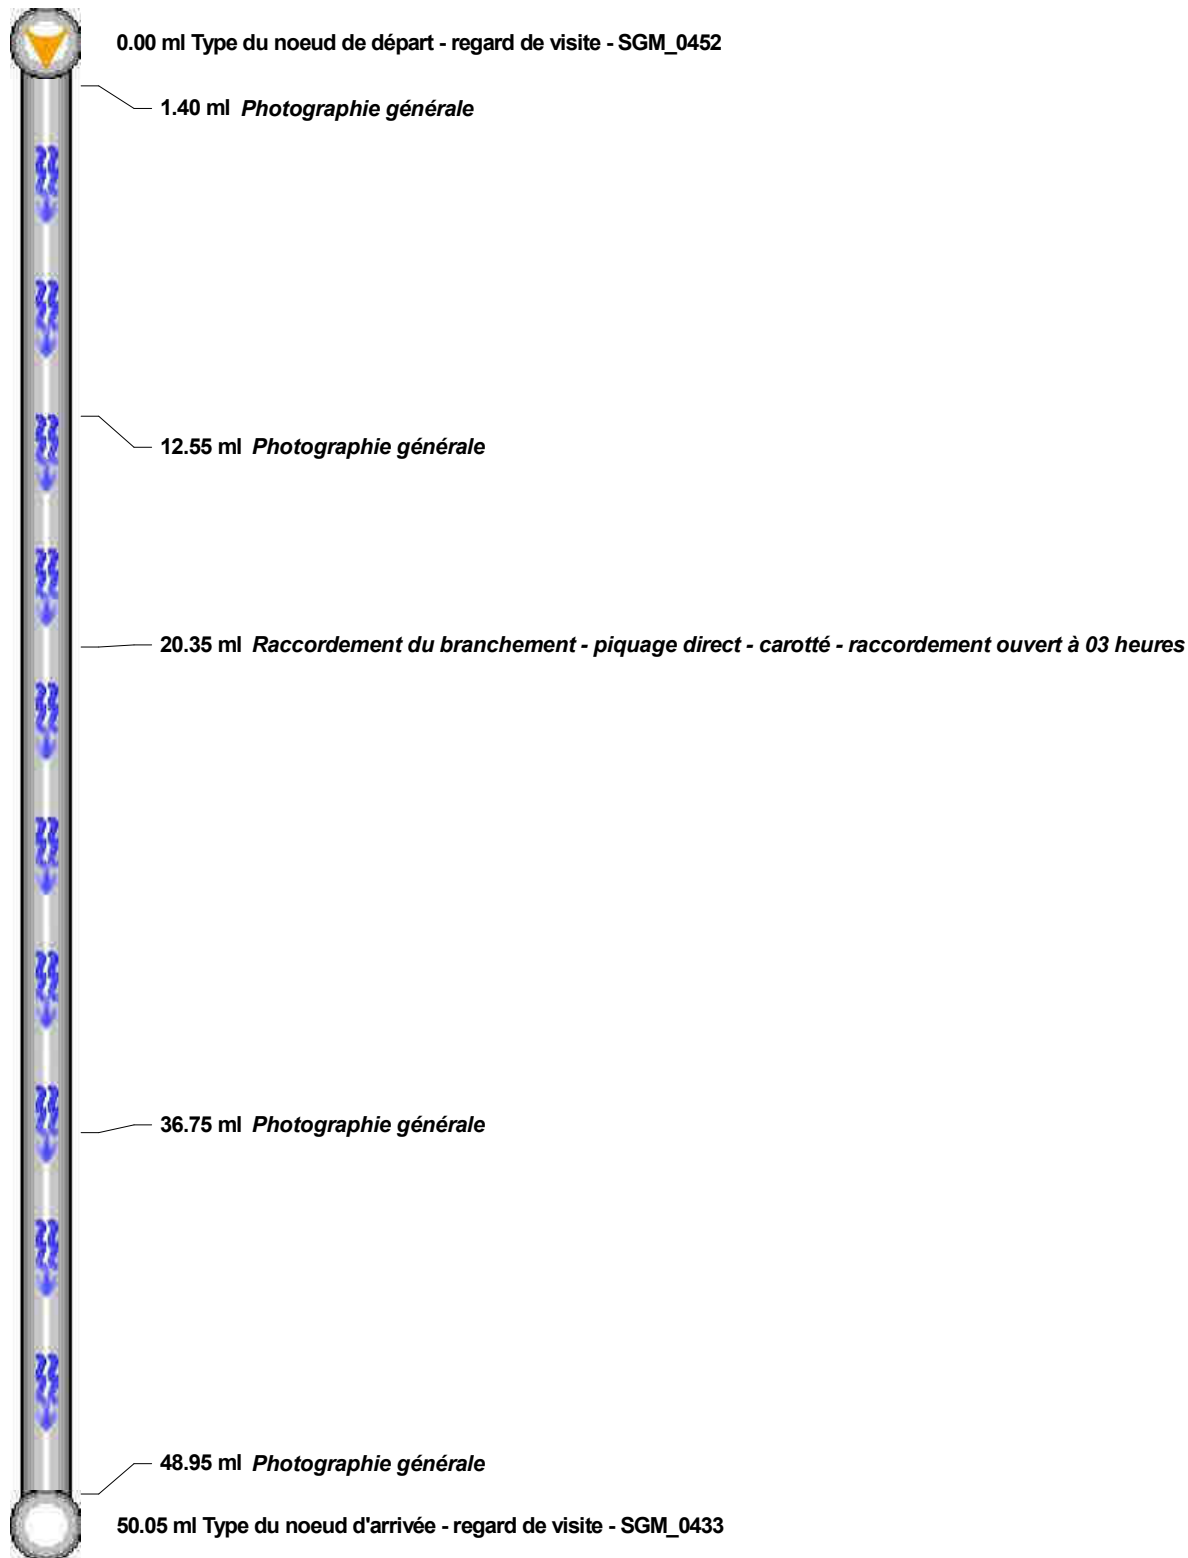 0.00 ml Type du noeud de départ - regard de visite - SGM_0452
1.40 ml Photographie générale
12.55 ml Photographie générale
20.35 ml Raccordement du branchement - piquage direct - carotté - raccordement ouvert à 03 heures
36.75 ml Photographie générale
48.95 ml Photographie générale
50.05 ml Type du noeud d'arrivée - regard de visite - SGM_0433